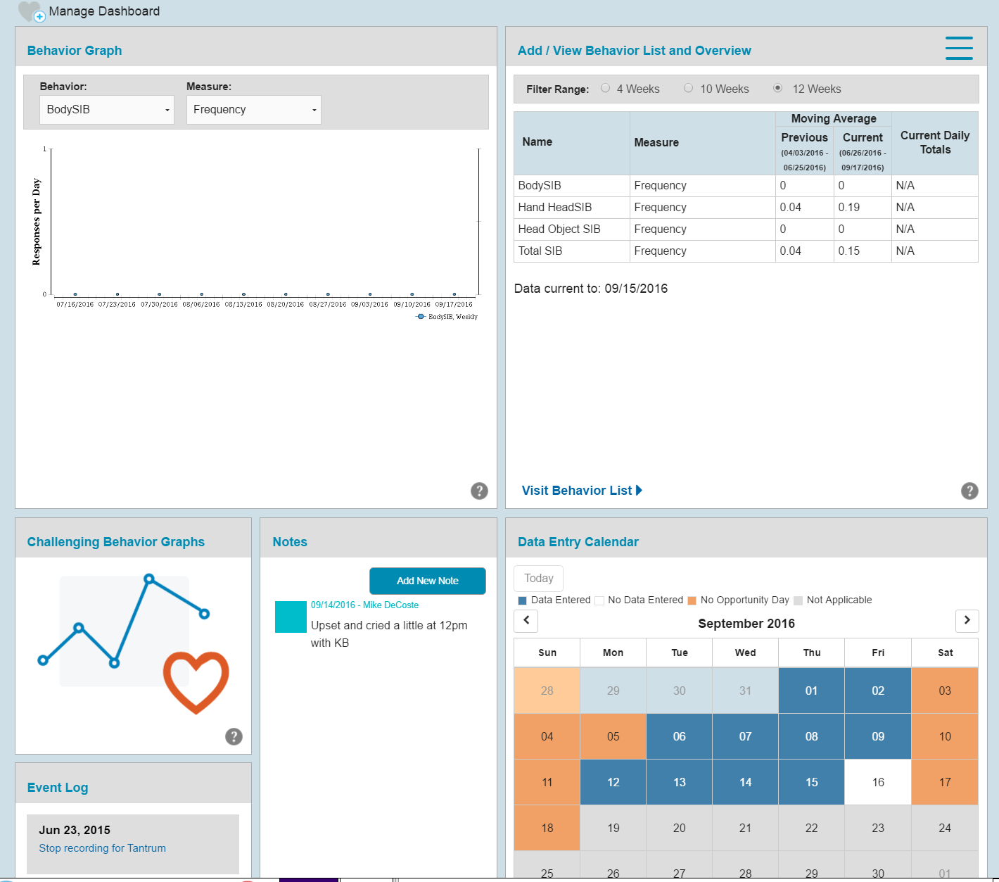 Manage Dashboard
Behavior Graph
Behavior:
Measure:
BodySIB
Frequency
1
Responses per Day
0
07/16/2016 07/23/2016 07/30/2016 08/06/2016 08/13/2016 08/20/2016 08/27/2016 09/03/2016 09/10/2016 09/17/2016
BodySIB, Weekly
?
Add / View Behavior List and Overview
Filter Range: 4 Weeks 10 Weeks 12 Weeks
Name Measure Moving Average Current Daily Totals
Previous (04/03/2016 - 06/25/2016) Current (06/26/2016 - 09/17/2016)
BodySIB Frequency 0 0 N/A
Hand HeadSIB Frequency 0.04 0.19 N/A
Head Object SIB Frequency 0 0 N/A
Total SIB Frequency 0.04 0.15 N/A
Data current to: 09/15/2016
Visit Behavior List
?
Challenging Behavior Graphs
?
Event Log
Jun 23, 2015
Stop recording for Tantrum
Notes
Add New Note
09/14/2016 - Mike DeCoste
Upset and cried a little at 12pm
with KB
Data Entry Calendar
Today
Data Entered No Data Entered No Opportunity Day Not Applicable
September 2016
Sun Mon Tue Wed Thu Fri Sat
28 29 30 31 01 02 03
04 05 06 07 08 09 10
11 12 13 14 15 16 17
18 19 20 21 22 23 24
25 26 27 28 29 30 01